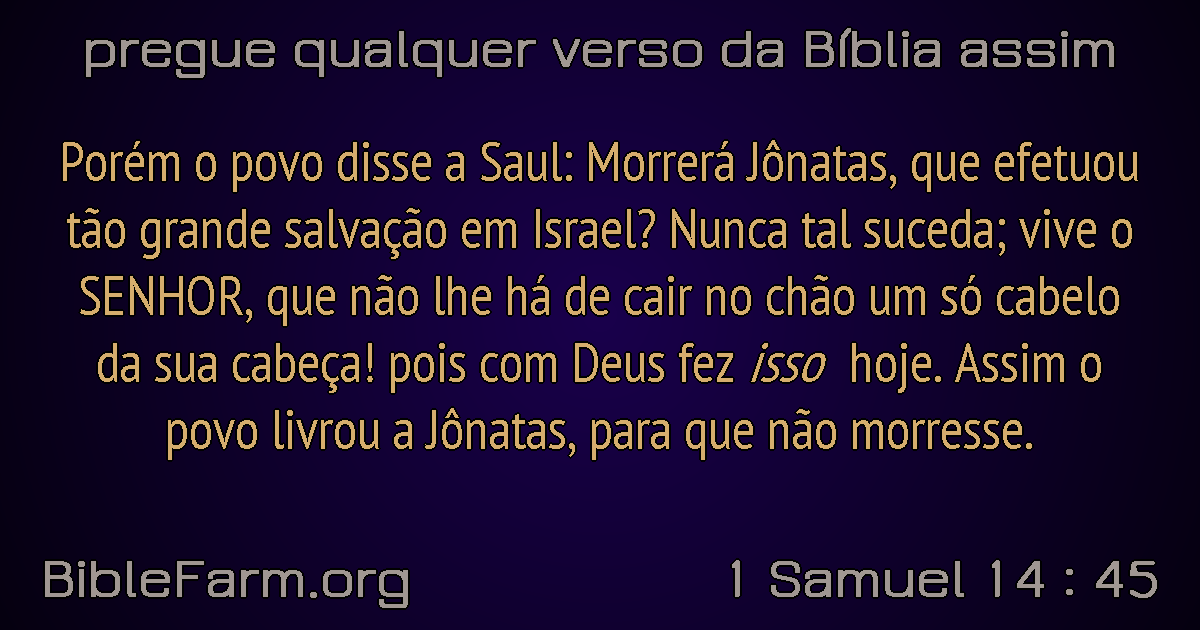 pregue qualquer verso da Bíblia assim
Porém o povo disse a Saul: Morrerá Jônatas, que efetuou
tão grande salvação em Israel? Nunca tal suceda; vive o
SENHOR, que não lhe há de cair no chão um só cabelo
da sua cabeça! pois com Deus fez isso hoje. Assim o
povo livrou a Jônatas, para que não morresse.
BibleFarm.org
1 Samuel 14 : 45